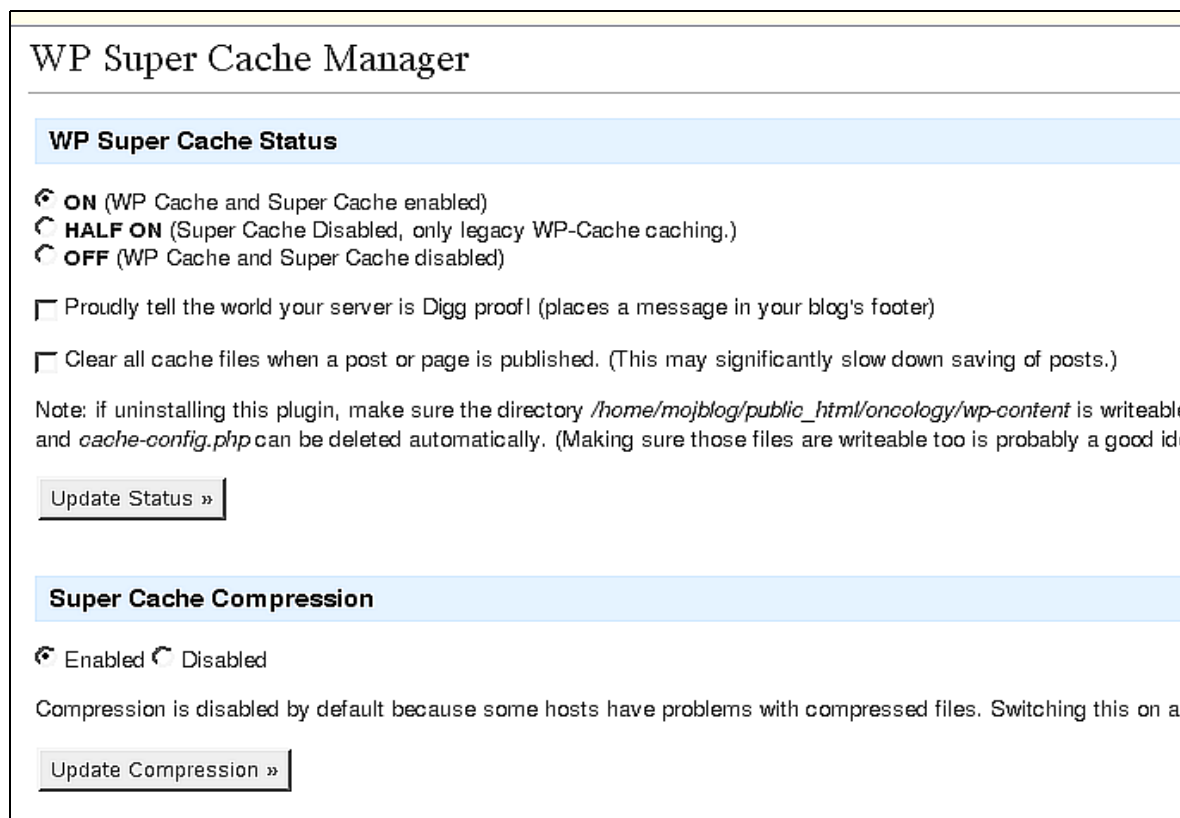 WP Super Cache Manager
WP Super Cache Status
ON (WP Cache and Super Cache enabled)
HALF ON (Super Cache Disabled, only legacy WP-Cache caching.)
OFF (WP Cache and Super Cache disabled)
Proudly tell the world your server is Digg proof! (places a message in your blog's footer)
Clear all cache files when a post or page is published. (This may significantly slow down saving of posts.)
Note: if uninstalling this plugin, make sure the directory /home/mojblog/public_html/oncology/wp-content is writeable
and cache-config.php can be deleted automatically. (Making sure those files are writeable too is probably a good
Update Status »
Super Cache Compression
Enabled Disabled
Compression is disabled by default because some hosts have problems with compressed files. Switching this on
Update Compression »